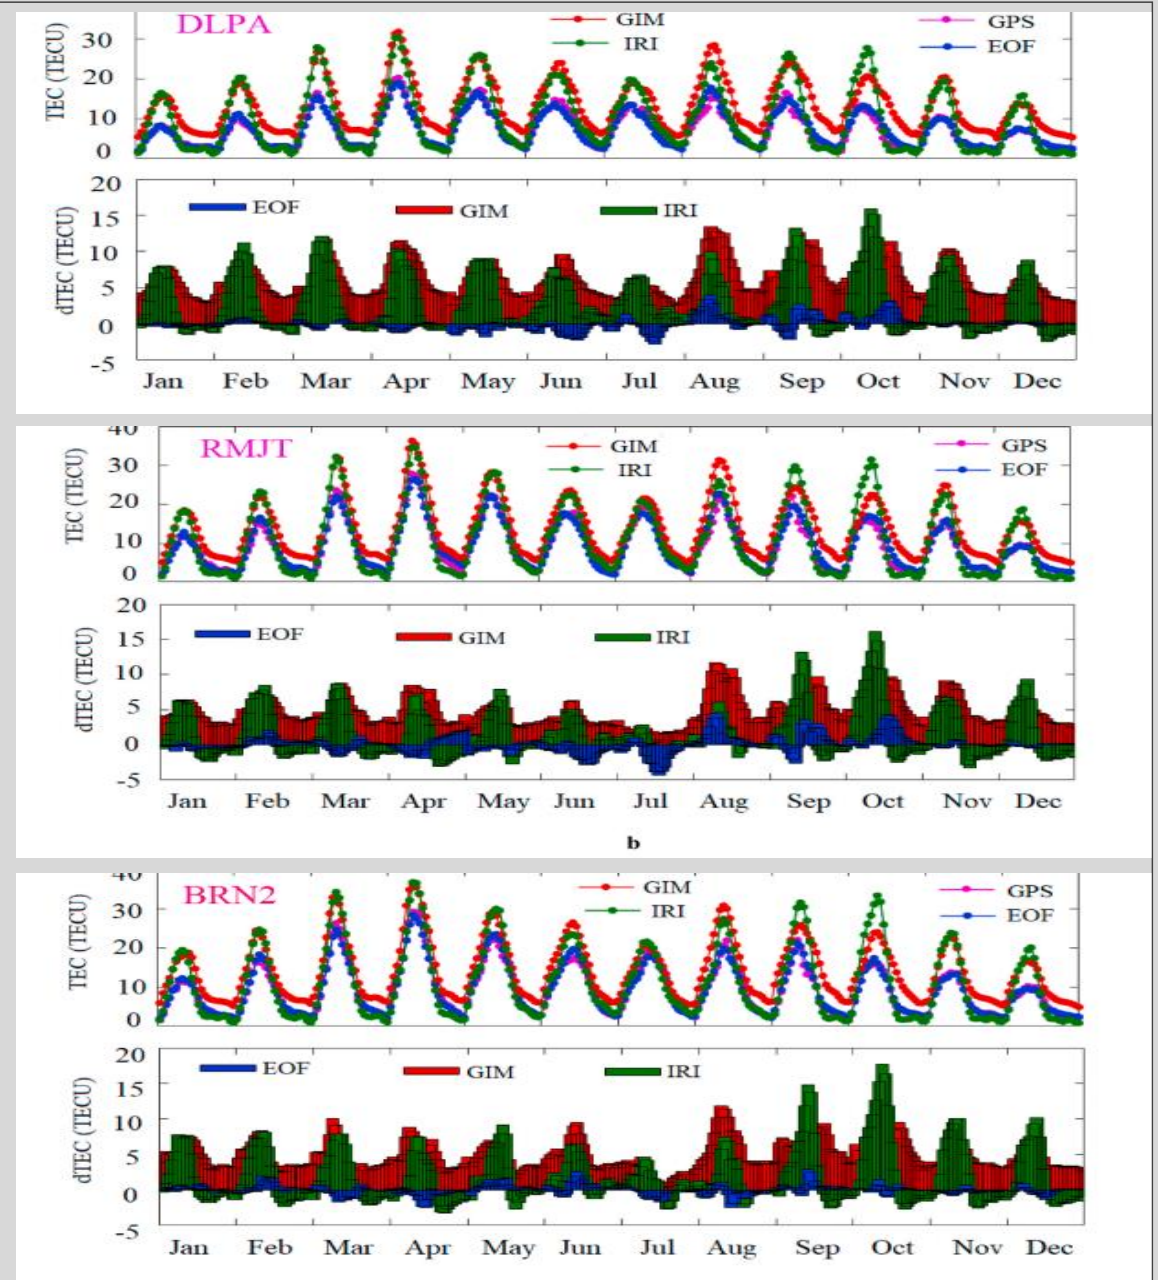 DLPA
GIM
GPS
IRI
EOF
TEC (TECU)
30
20
10
0
20
15
10
5
0
-5
dTEC (TECU)
EOF
GIM
IRI
Jan Feb Mar Apr May Jun Jul Aug Sep Oct Nov Dec
40
RMJT
GIM
GPS
IRI
EOF
TEC (TECU)
30
20
10
0
20
15
10
5
0
-5
dTEC (TECU)
EOF
GIM
IRI
Jan Feb Mar Apr May Jun Jul Aug Sep Oct Nov Dec
b
40
BRN2
GIM
GPS
IRI
EOF
TEC (TECU)
30
20
10
0
20
15
10
5
0
-5
dTEC (TECU)
EOF
GIM
IRI
Jan Feb Mar Apr May Jun Jul Aug Sep Oct Nov Dec